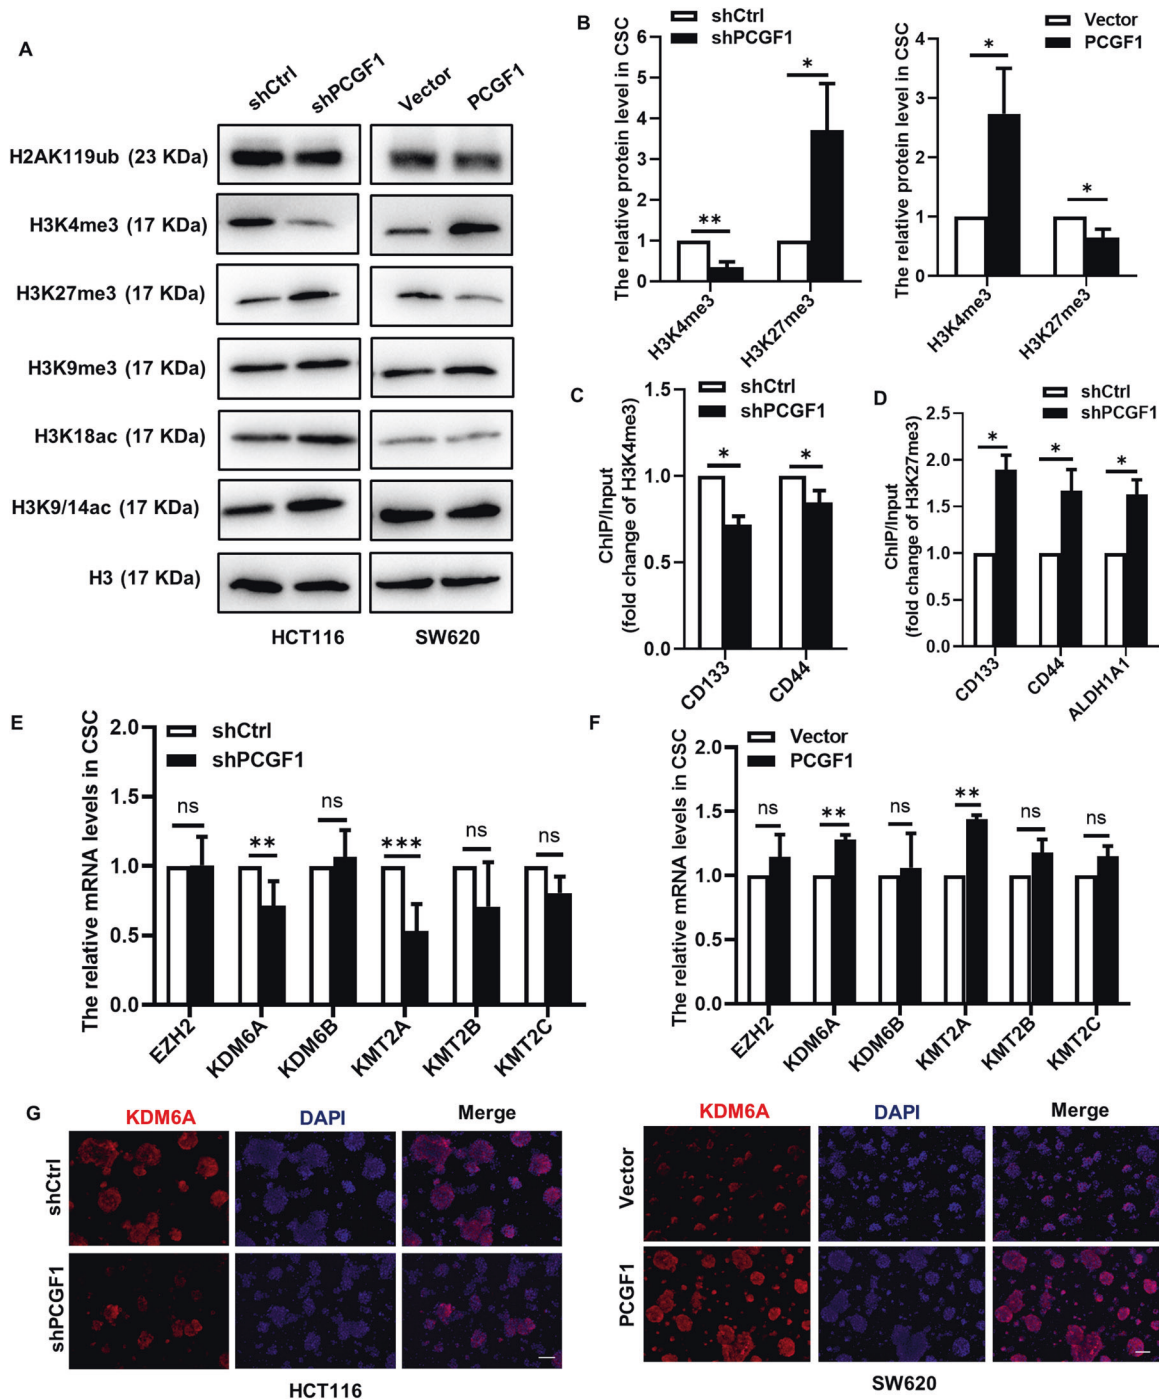 A
shCtrl
shPCGF1
Vector
PCGF1
H2AK119ub (23 KDa)
H3K4me3 (17 KDa)
H3K27me3 (17 KDa)
H3K9me3 (17 KDa)
H3K18ac (17 KDa)
H3K9/14ac (17 KDa)
H3 (17 KDa)
HCT116
SW620
B
The relative protein level in CSC
shCtrl
shPCGF1
6
5
4
3
2
1
0
**
*
H3K4me3
H3K27me3
The relative protein level in CSC
Vector
PCGF1
4
3
2
1
0
*
*
H3K4me3
H3K27me3
C
ChIP/Input
(fold change of H3K4me3)
shCtrl
shPCGF1
1.5
1.0
0.5
0.0
*
*
CD133
CD44
D
ChIP/Input
(fold change of H3K27me3)
shCtrl
shPCGF1
2.5
2.0
1.5
1.0
0.5
0.0
*
*
*
CD133
CD44
ALDH1A1
E
The relative mRNA levels in CSC
shCtrl
shPCGF1
2.0
1.5
1.0
0.5
0.0
ns
**
ns
***
ns
ns
EZH2
KDM6A
KDM6B
KMT2A
KMT2B
KMT2C
F
The relative mRNA levels in CSC
Vector
PCGF1
2.0
1.5
1.0
0.5
0.0
ns
**
ns
**
ns
ns
EZH2
KDM6A
KDM6B
KMT2A
KMT2B
KMT2C
G
KDM6A
DAPI
Merge
shCtrl
shPCGF1
HCT116
KDM6A
DAPI
Merge
Vector
PCGF1
SW620